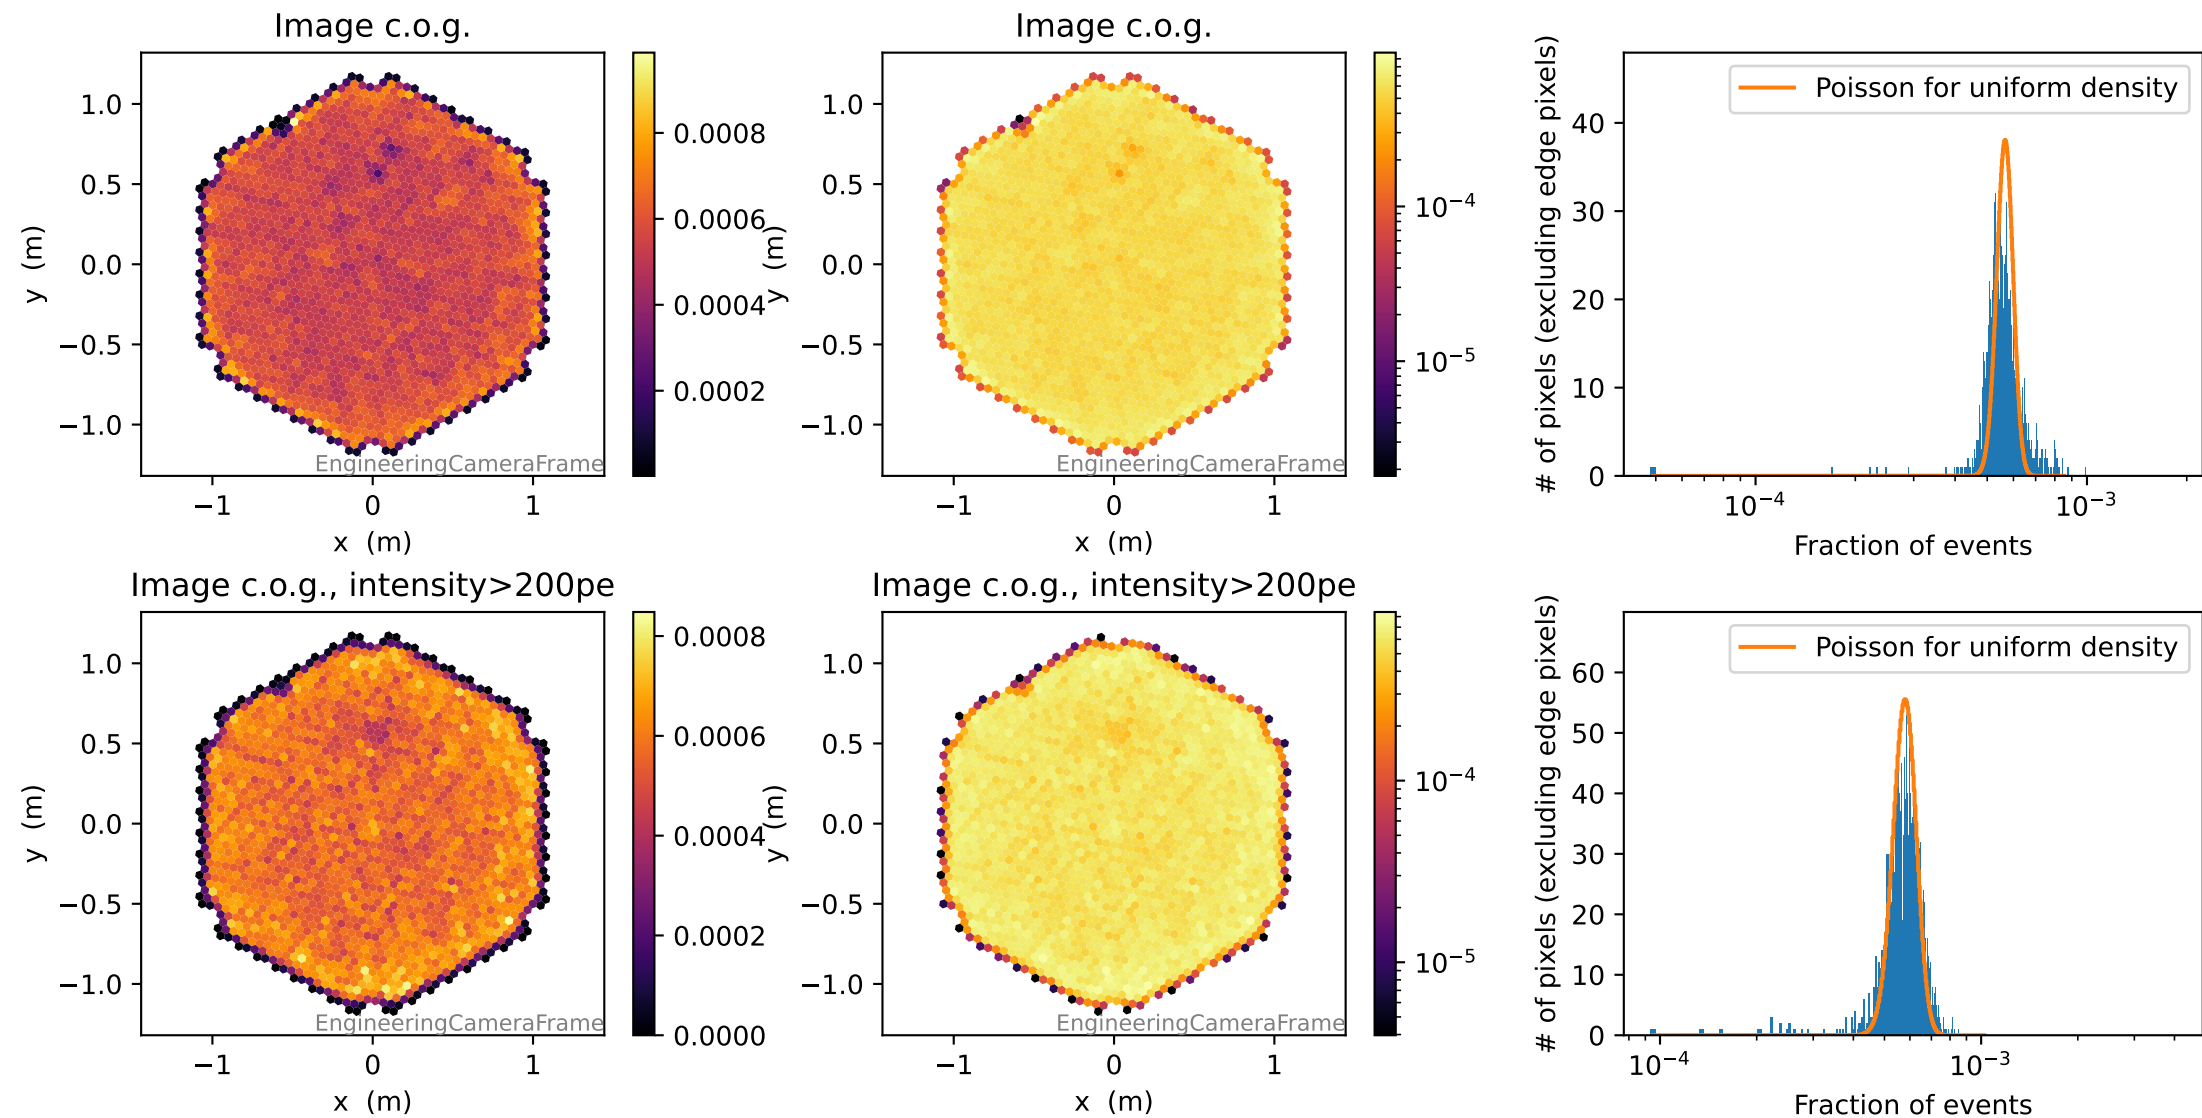 Image c.o.g.
1.0
0.5
0.0
−0.5
−1.0
−1
0
1
y (m)
x (m)
EngineeringCameraFrame
0.0008
0.0006
0.0004
0.0002
Image c.o.g.
1.0
0.5
0.0
−0.5
−1.0
−1
0
1
y (m)
x (m)
EngineeringCameraFrame
10⁻⁴
10⁻⁵
Poisson for uniform density
40
30
20
10
0
10⁻⁴
10⁻³
# of pixels (excluding edge pixels)
Fraction of events
Image c.o.g., intensity>200pe
1.0
0.5
0.0
−0.5
−1.0
−1
0
1
y (m)
x (m)
EngineeringCameraFrame
0.0008
0.0006
0.0004
0.0002
0.0000
Image c.o.g., intensity>200pe
1.0
0.5
0.0
−0.5
−1.0
−1
0
1
y (m)
x (m)
EngineeringCameraFrame
10⁻⁴
10⁻⁵
Poisson for uniform density
60
50
40
30
20
10
0
10⁻⁴
10⁻³
# of pixels (excluding edge pixels)
Fraction of events